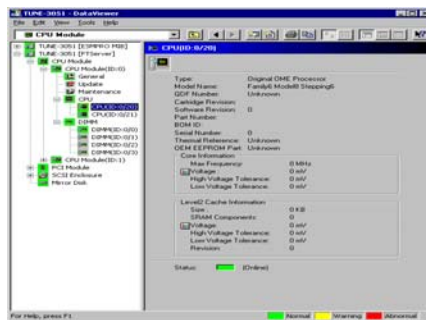 TUNE-3051 - DataViewer
File Edit View Tools Help
CPU Module
TUNE-3051 [ESMPRO MIB]
TUNE-3051 [FTServer]
CPU Module
CPU Module(ID:0)
General
Update
Maintenance
CPU
CPU(ID:0/20)
CPU(ID:0/21)
DIMM
DIMM(ID:0/0)
DIMM(ID:0/1)
DIMM(ID:0/2)
DIMM(ID:0/3)
CPU Module(ID:1)
PCI Module
SCSI Enclosure
Mirror Disk
CPU(ID:0/20)
Type: Original OME Processor
Model Name: Family6 Model8 Stepping6
QDF Number: Unknown
Cartridge Revision:
Software Revision: 0
Part Number:
BOM ID:
Serial Number: 0
Thermal Reference: Unknown
OEM EEPROM Part Unknown
Core Information
Max Frequency: 0 MHz
Voltage: 0 mV
High Voltage Tolerance: 0 mV
Low Voltage Tolerance: 0 mV
Level2 Cache Information
Size: 0 KB
SRAM Components: 0
Voltage: 0 mV
High Voltage Tolerance: 0 mV
Low Voltage Tolerance: 0 mV
Revision: 0
Status: (Online)
For Help, press F1
Normal Warning Abnormal